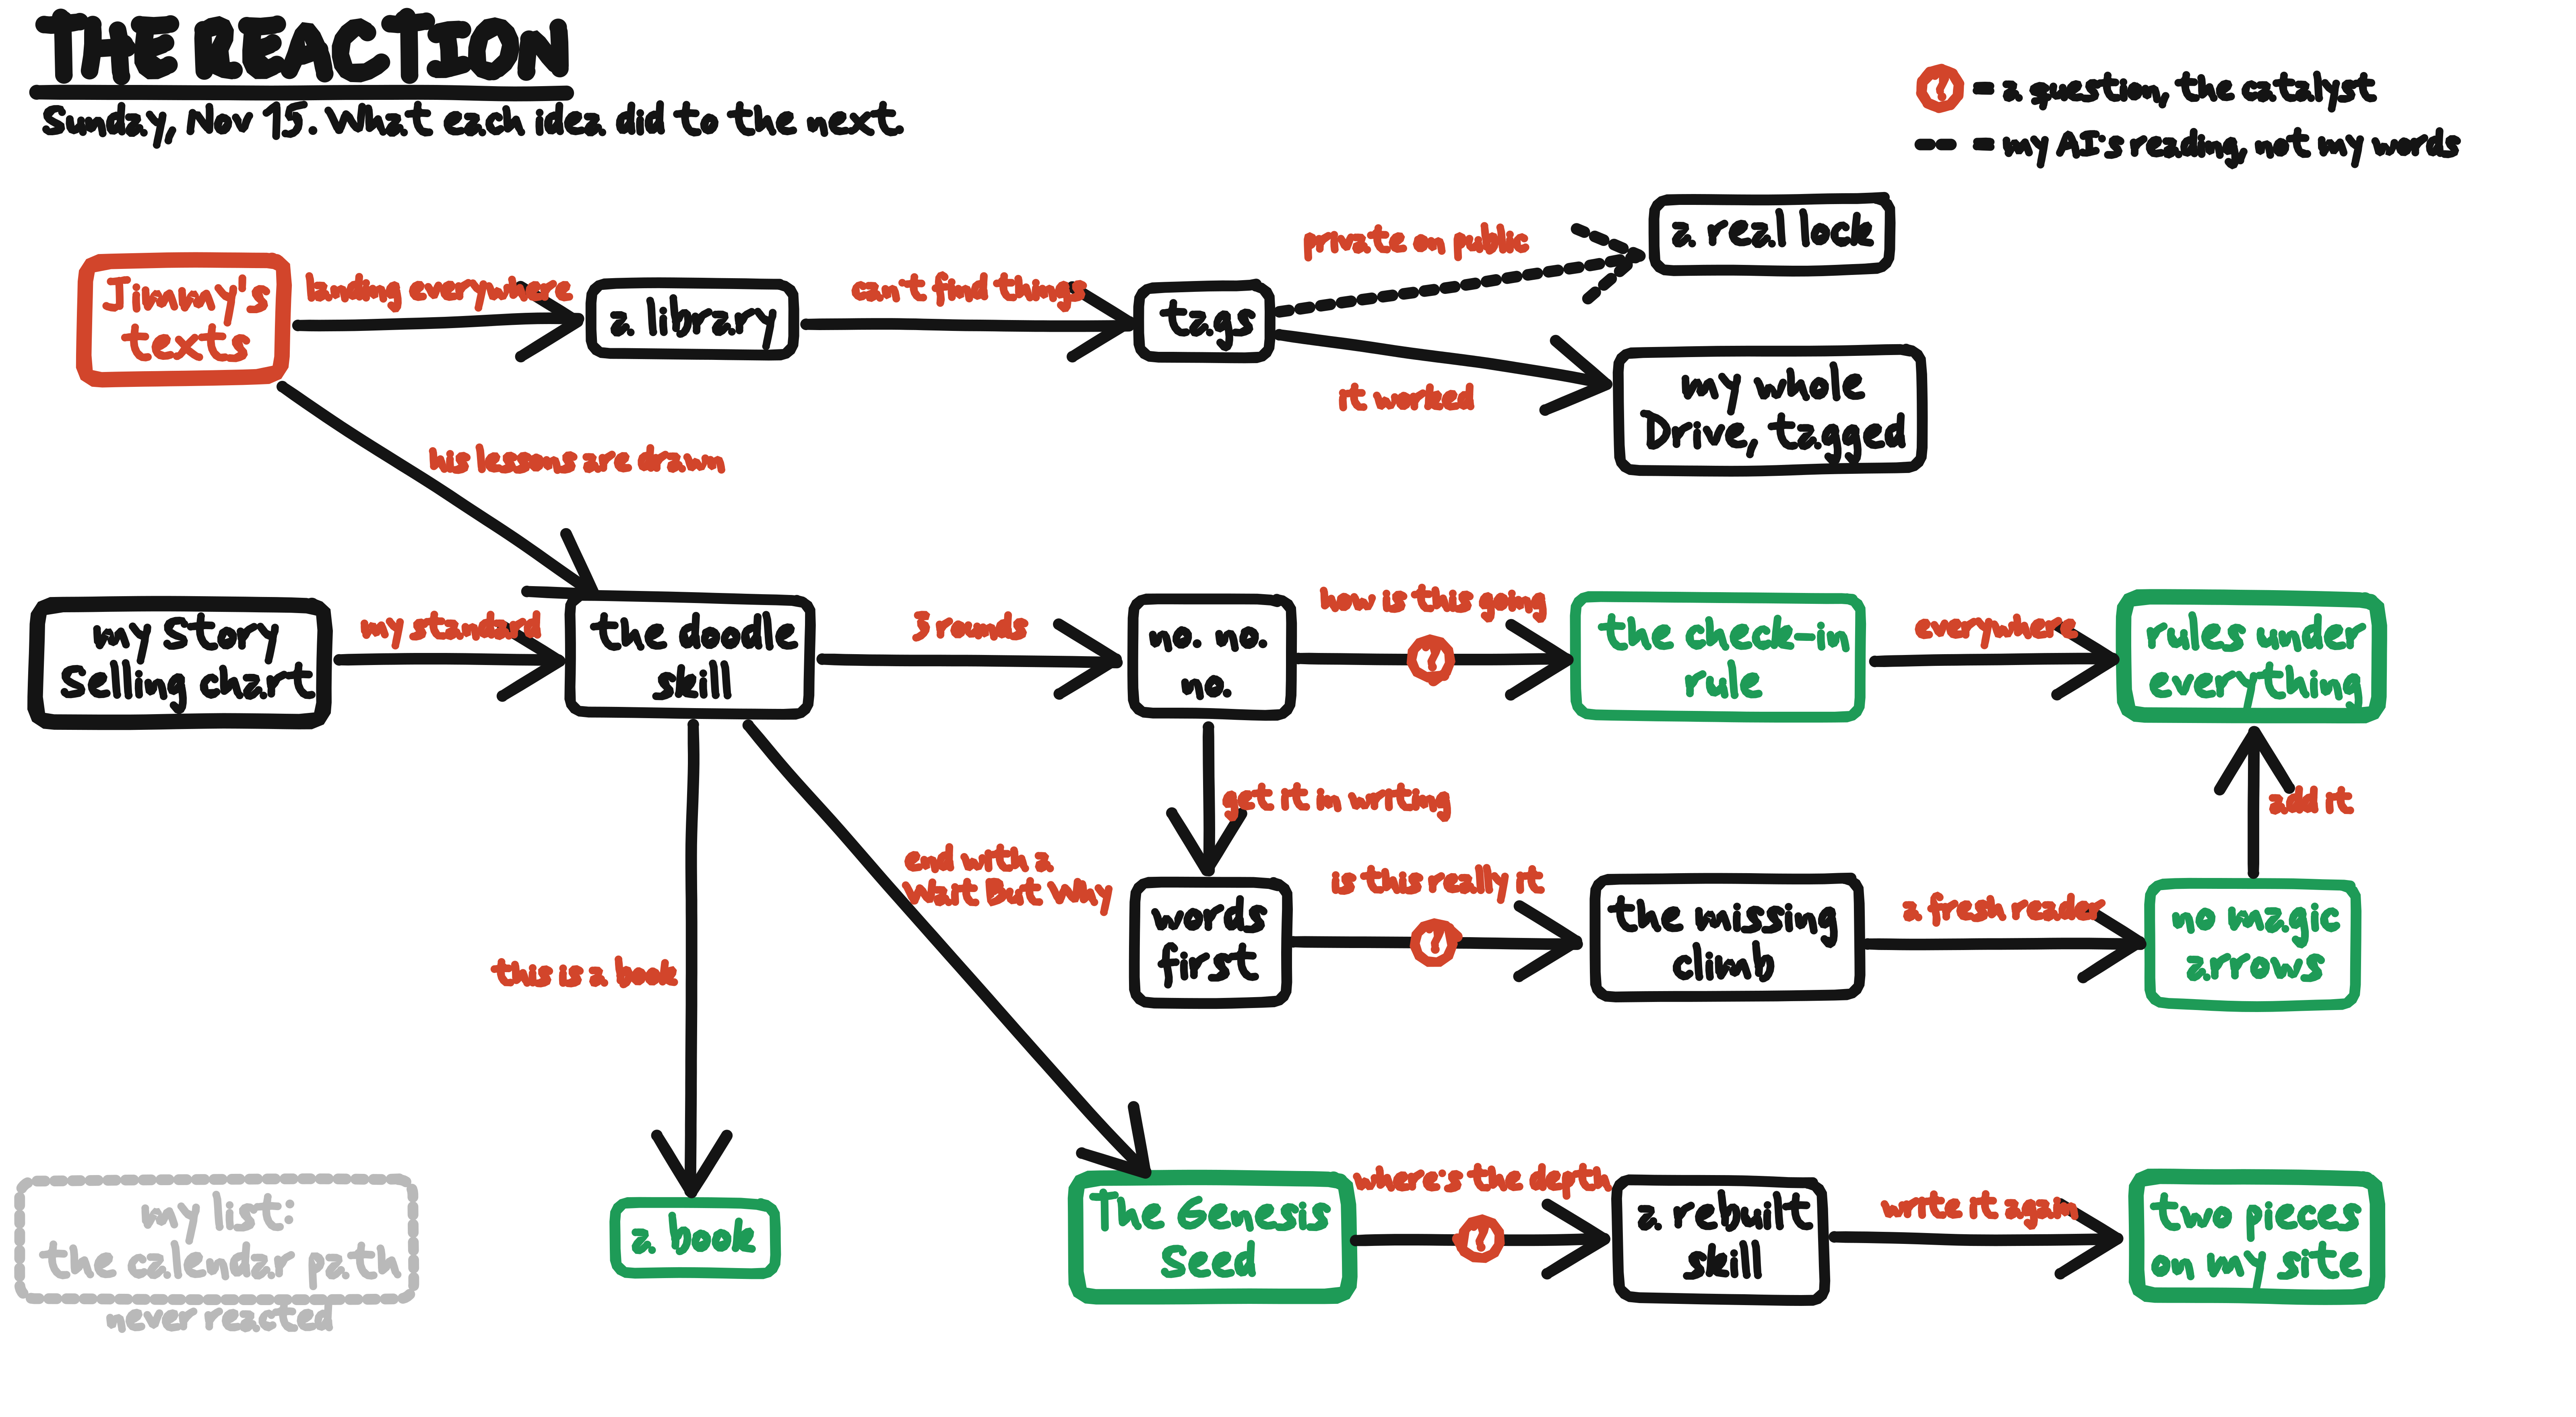 THE REACTION
Sunday, Nov 15. What each idea did to the next.
? = a question, the catalyst
-- = my AI's reading, not my words
Jimmy's
texts
landing everywhere
a library
can't find things
tags
private on public
a real lock
it worked
my whole
Drive, tagged
his lessons are drawn
my Story
Selling chart
my standard
the doodle
skill
5 rounds
no. no.
no.
how is this going
?
the check-in
rule
everywhere
rules under
everything
get it in writing
add it
end with a
Wait But Why
words
first
is this really it
?
the missing
climb
a fresh reader
no magic
arrows
this is a book
a book
The Genesis
Seed
where's the depth
?
a rebuilt
skill
write it again
two pieces
on my site
my list:
the calendar path
never reacted